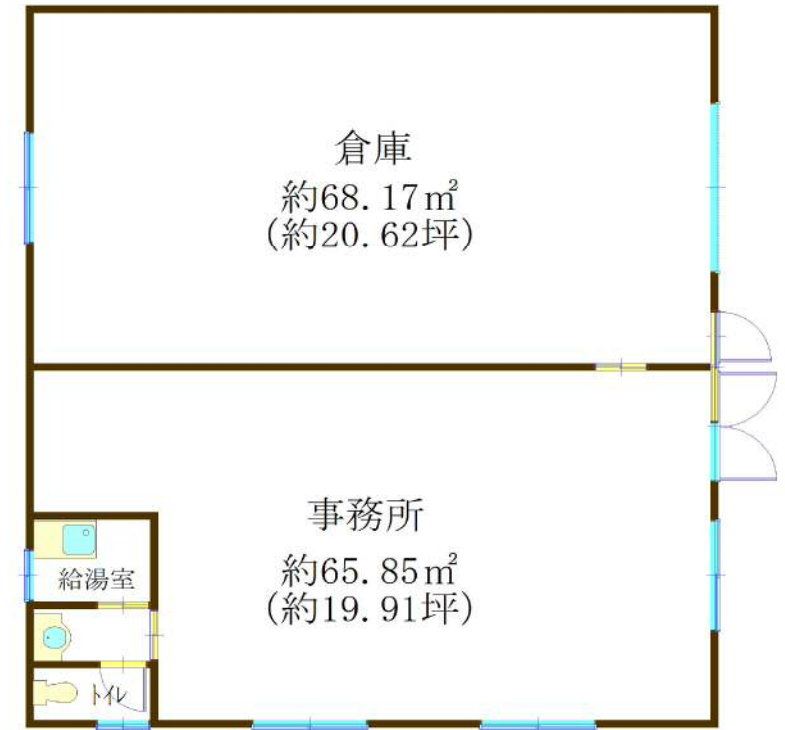 倉庫
約68.17㎡
(約20.62坪)
事務所
約65.85㎡
(約19.91坪)
給湯室
トイレ